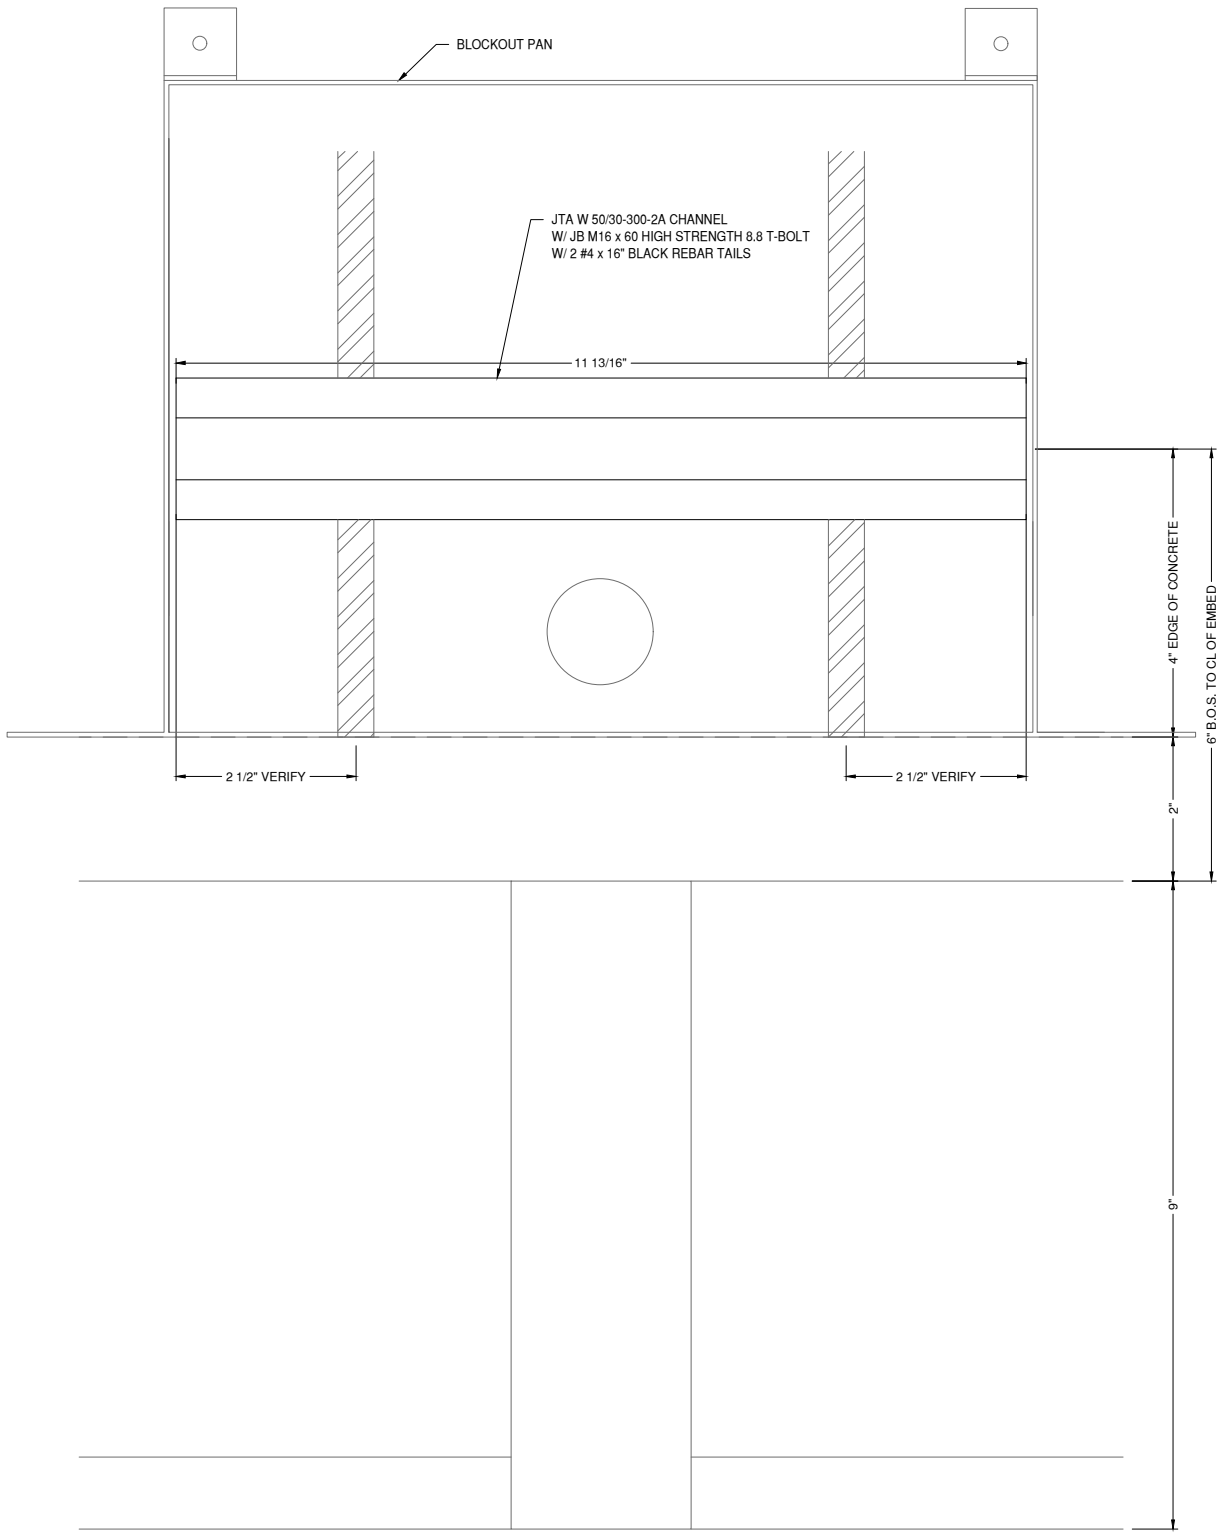 BLOCKOUT PAN
JTA W 50/30-300-2A CHANNEL
W/ JB M16 x 60 HIGH STRENGTH 8.8 T-BOLT
W/ 2 #4 x 16" BLACK REBAR TAILS
11 13/16"
4" EDGE OF CONCRETE
6" B.O.S. TO CL OF EMBED
2 1/2" VERIFY
2 1/2" VERIFY
2"
9"